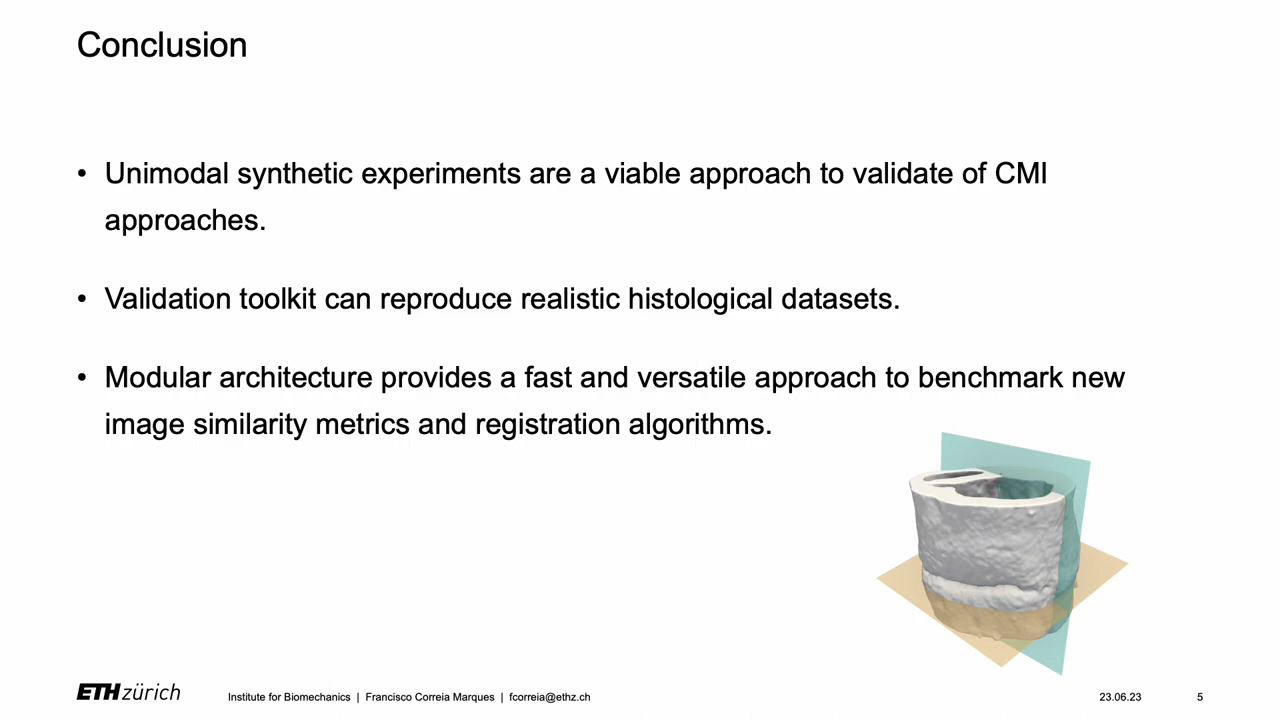 Conclusion
• Unimodal synthetic experiments are a viable approach to validate of CMI
approaches.
• Validation toolkit can reproduce realistic histological datasets.
• Modular architecture provides a fast and versatile approach to benchmark new
image similarity metrics and registration algorithms.
ETH zürich Institute for Biomechanics | Francisco Correia Marques | fcorreia@ethz.ch 23.06.23 5